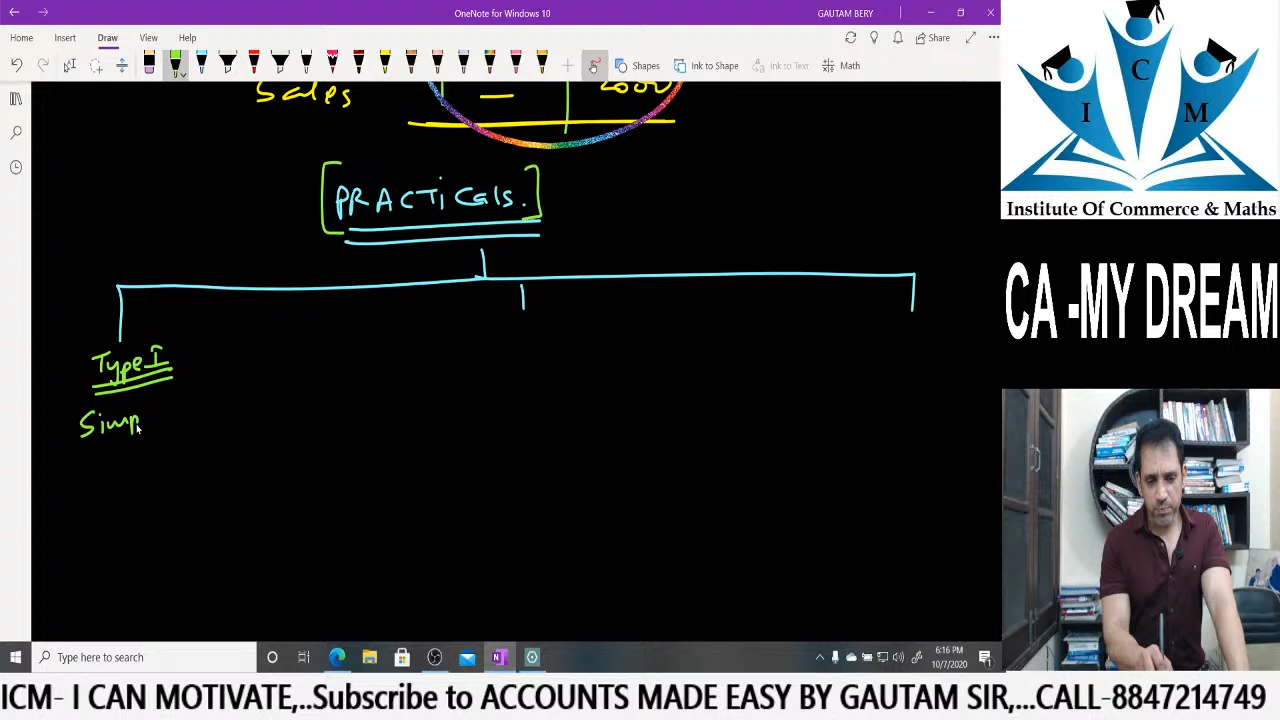 OneNote for Windows 10
GAUTAM BERY
Home Insert Draw View Help
Share
Shapes
Ink to Shape
Ink to Text
Math
Sales
2000
[PRACTICals.]
Type I
Simp
I C M
Institute Of Commerce & Maths
CA -MY DREAM
Type here to search
6:16 PM
10/7/2020
ICM- I CAN MOTIVATE,..Subscribe to ACCOUNTS MADE EASY BY GAUTAM SIR,...CALL-8847214749